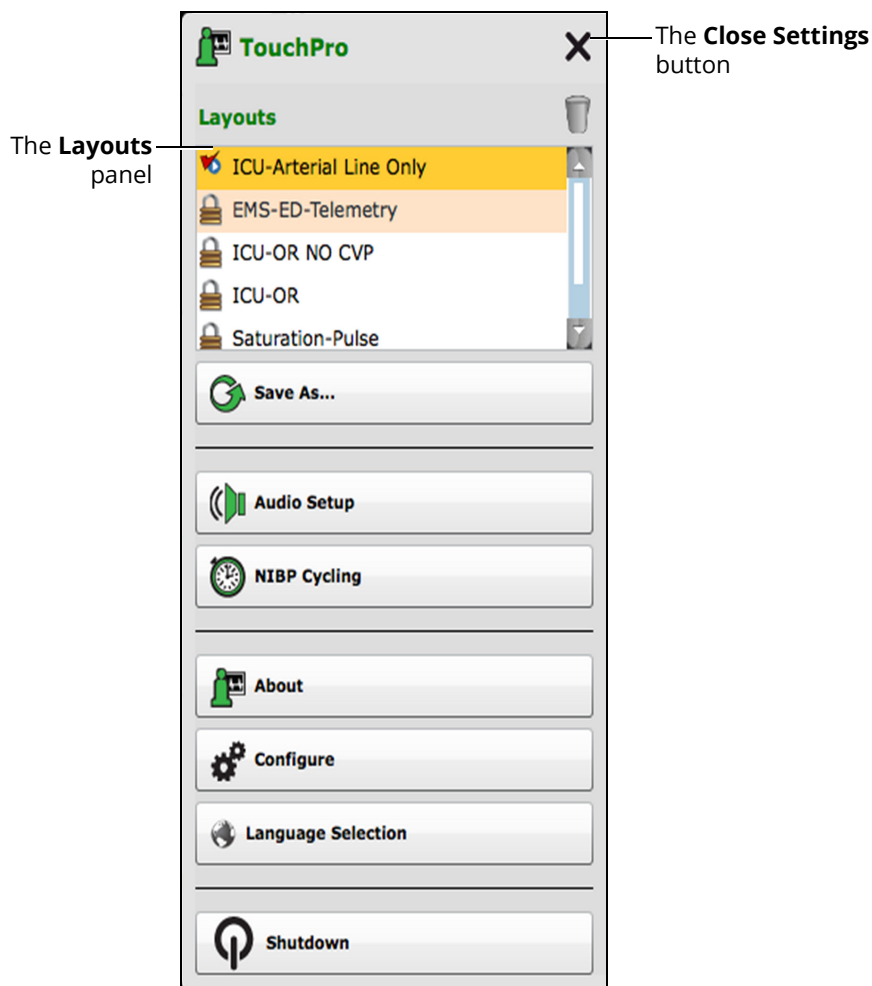 TouchPro
The Close Settings
button
Layouts
The Layouts
panel
ICU-Arterial Line Only
EMS-ED-Telemetry
ICU-OR NO CVP
ICU-OR
Saturation-Pulse
Save As...
Audio Setup
NIBP Cycling
About
Configure
Language Selection
Shutdown